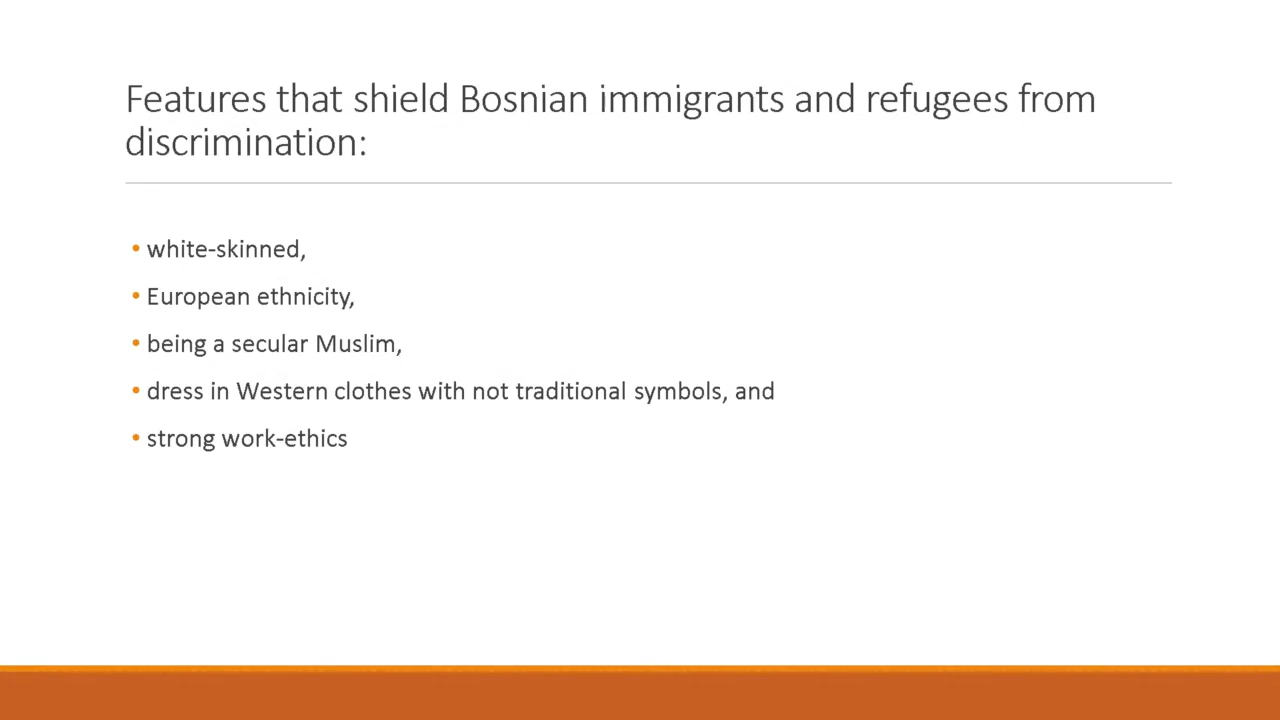 Features that shield Bosnian immigrants and refugees from
discrimination:
• white-skinned,
• European ethnicity,
• being a secular Muslim,
• dress in Western clothes with not traditional symbols, and
• strong work-ethics